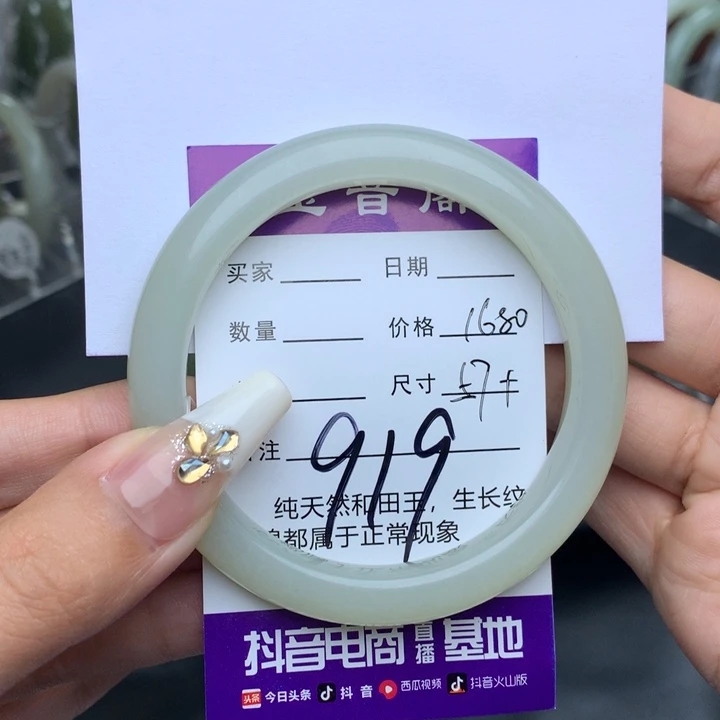 音阁
买家 日期
数量 价格 1680
尺寸 57+
注 919
纯天然和田玉，生长纹
都属于正常现象
抖音电商直播基地
头条 今日头条 抖音 西瓜视频 抖音火山版